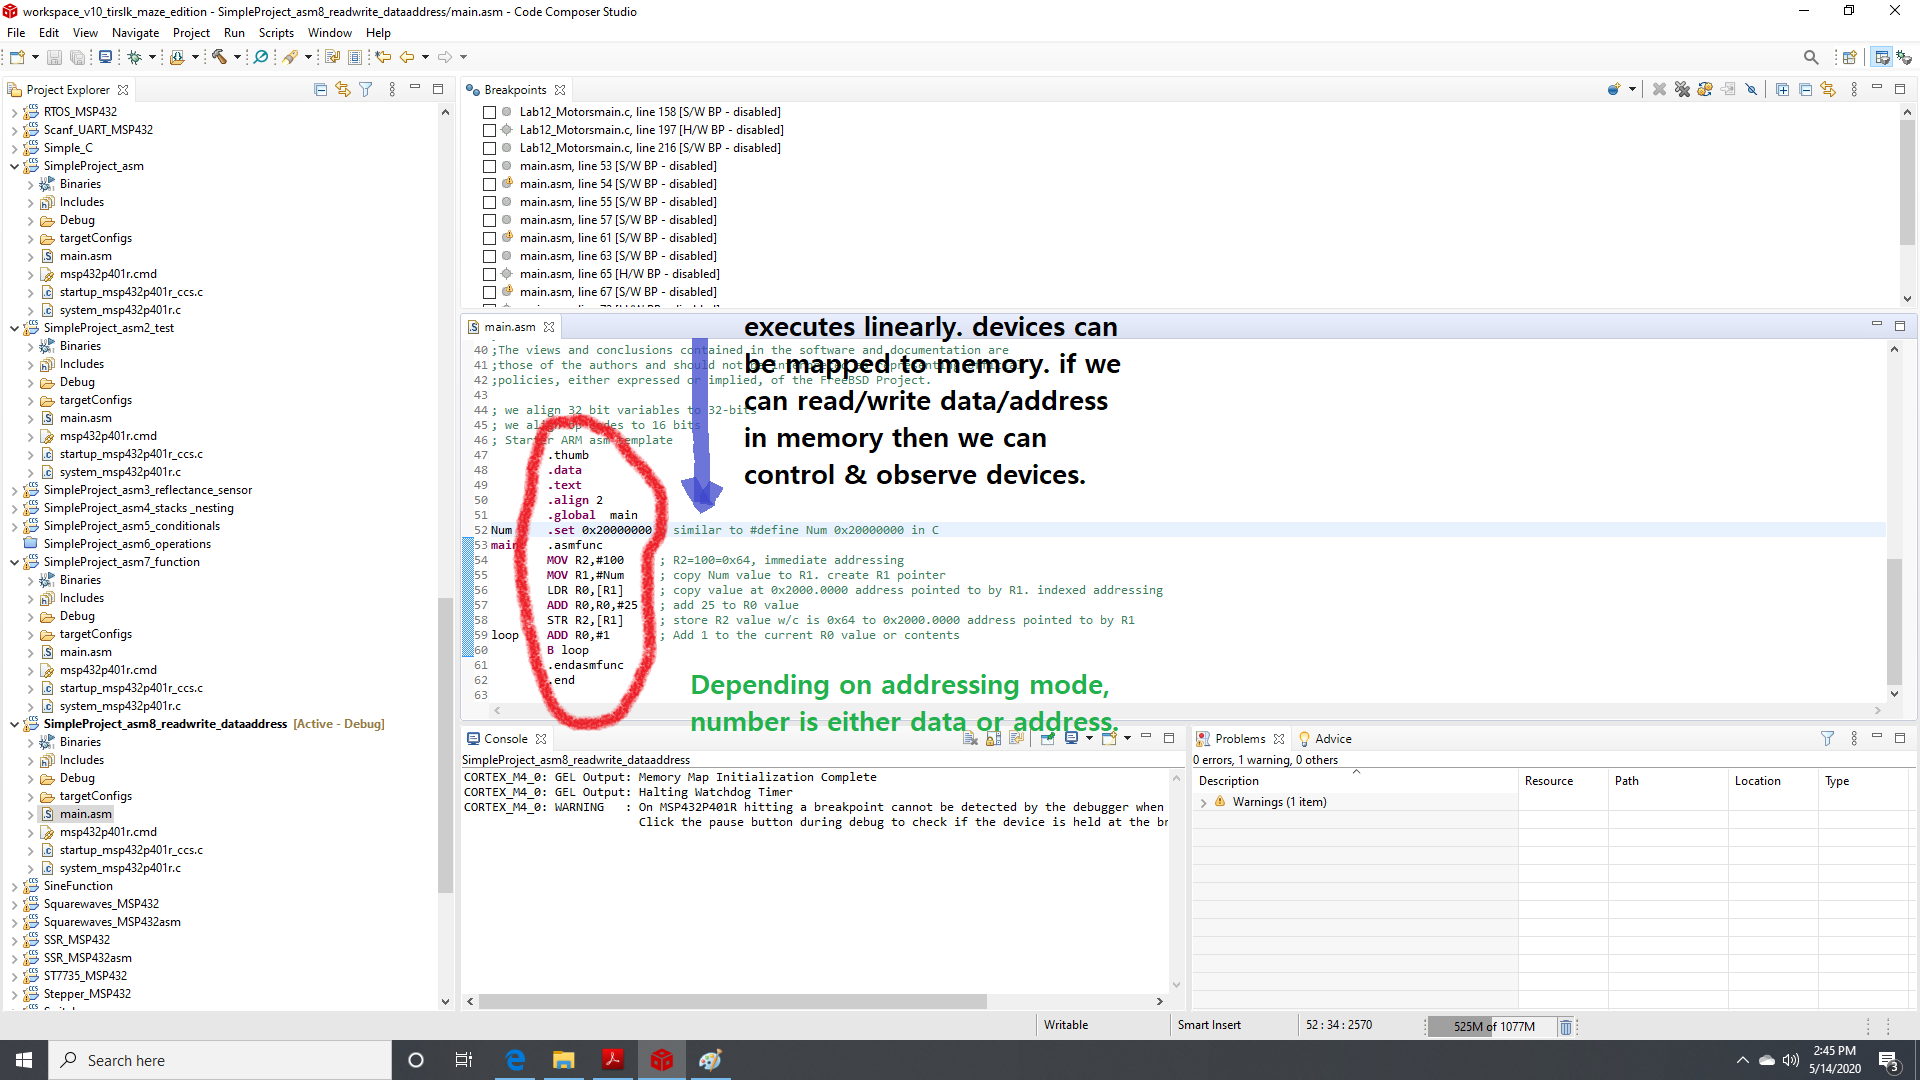 workspace_v10_tirslk_maze_edition - SimpleProject_asm8_readwrite_dataaddress/main.asm - Code Composer Studio
File Edit View Navigate Project Run Scripts Window Help
Project Explorer
RTOS_MSP432
Scanf_UART_MSP432
Simple_C
SimpleProject_asm
Binaries
Includes
Debug
targetConfigs
main.asm
msp432p401r.cmd
startup_msp432p401r_ccs.c
system_msp432p401r.c
SimpleProject_asm2_test
Binaries
Includes
Debug
targetConfigs
main.asm
msp432p401r.cmd
startup_msp432p401r_ccs.c
system_msp432p401r.c
SimpleProject_asm3_reflectance_sensor
SimpleProject_asm4_stacks _nesting
SimpleProject_asm5_conditionals
SimpleProject_asm6_operations
SimpleProject_asm7_function
Binaries
Includes
Debug
targetConfigs
main.asm
msp432p401r.cmd
startup_msp432p401r_ccs.c
system_msp432p401r.c
SimpleProject_asm8_readwrite_dataaddress [Active - Debug]
Binaries
Includes
Debug
targetConfigs
main.asm
msp432p401r.cmd
startup_msp432p401r_ccs.c
system_msp432p401r.c
SineFunction
Squarewaves_MSP432
Squarewaves_MSP432asm
SSR_MSP432
SSR_MSP432asm
ST7735_MSP432
Stepper_MSP432
Breakpoints
Lab12_Motorsmain.c, line 158 [S/W BP - disabled]
Lab12_Motorsmain.c, line 197 [H/W BP - disabled]
Lab12_Motorsmain.c, line 216 [S/W BP - disabled]
main.asm, line 53 [S/W BP - disabled]
main.asm, line 54 [S/W BP - disabled]
main.asm, line 55 [S/W BP - disabled]
main.asm, line 57 [S/W BP - disabled]
main.asm, line 61 [S/W BP - disabled]
main.asm, line 63 [S/W BP - disabled]
main.asm, line 65 [H/W BP - disabled]
main.asm, line 67 [S/W BP - disabled]
main.asm
executes linearly. devices can
be mapped to memory. if we
can read/write data/address
in memory then we can
control & observe devices.
40 ;The views and conclusions contained in the software and documentation are
41 ;those of the authors and should not be interpreted as representing official
42 ;policies, either expressed or implied, of the FreeBSD Project.
43
44 ; we align 32 bit variables to 32-bits
45 ; we align op codes to 16 bits
46 ; Starter ARM asm template
47 .thumb
48 .data
49 .text
50 .align 2
51 .global main
52 Num .set 0x20000000 ; similar to #define Num 0x20000000 in C
53 main .asmfunc
54 MOV R2,#100 ; R2=100=0x64, immediate addressing
55 MOV R1,#Num ; copy Num value to R1. create R1 pointer
56 LDR R0,[R1] ; copy value at 0x2000.0000 address pointed to by R1. indexed addressing
57 ADD R0,R0,#25 ; add 25 to R0 value
58 STR R2,[R1] ; store R2 value w/c is 0x64 to 0x2000.0000 address pointed to by R1
59 loop ADD R0,#1 ; Add 1 to the current R0 value or contents
60 B loop
61 .endasmfunc
62 .end
63
Depending on addressing mode,
number is either data or address.
Console
SimpleProject_asm8_readwrite_dataaddress
CORTEX_M4_0: GEL Output: Memory Map Initialization Complete
CORTEX_M4_0: GEL Output: Halting Watchdog Timer
CORTEX_M4_0: WARNING : On MSP432P401R hitting a breakpoint cannot be detected by the debugger when
Click the pause button during debug to check if the device is held at the br
Problems Advice
0 errors, 1 warning, 0 others
Description Resource Path Location Type
Warnings (1 item)
Writable Smart Insert 52 : 34 : 2570 525M of 1077M
Search here
2:45 PM
5/14/2020
3